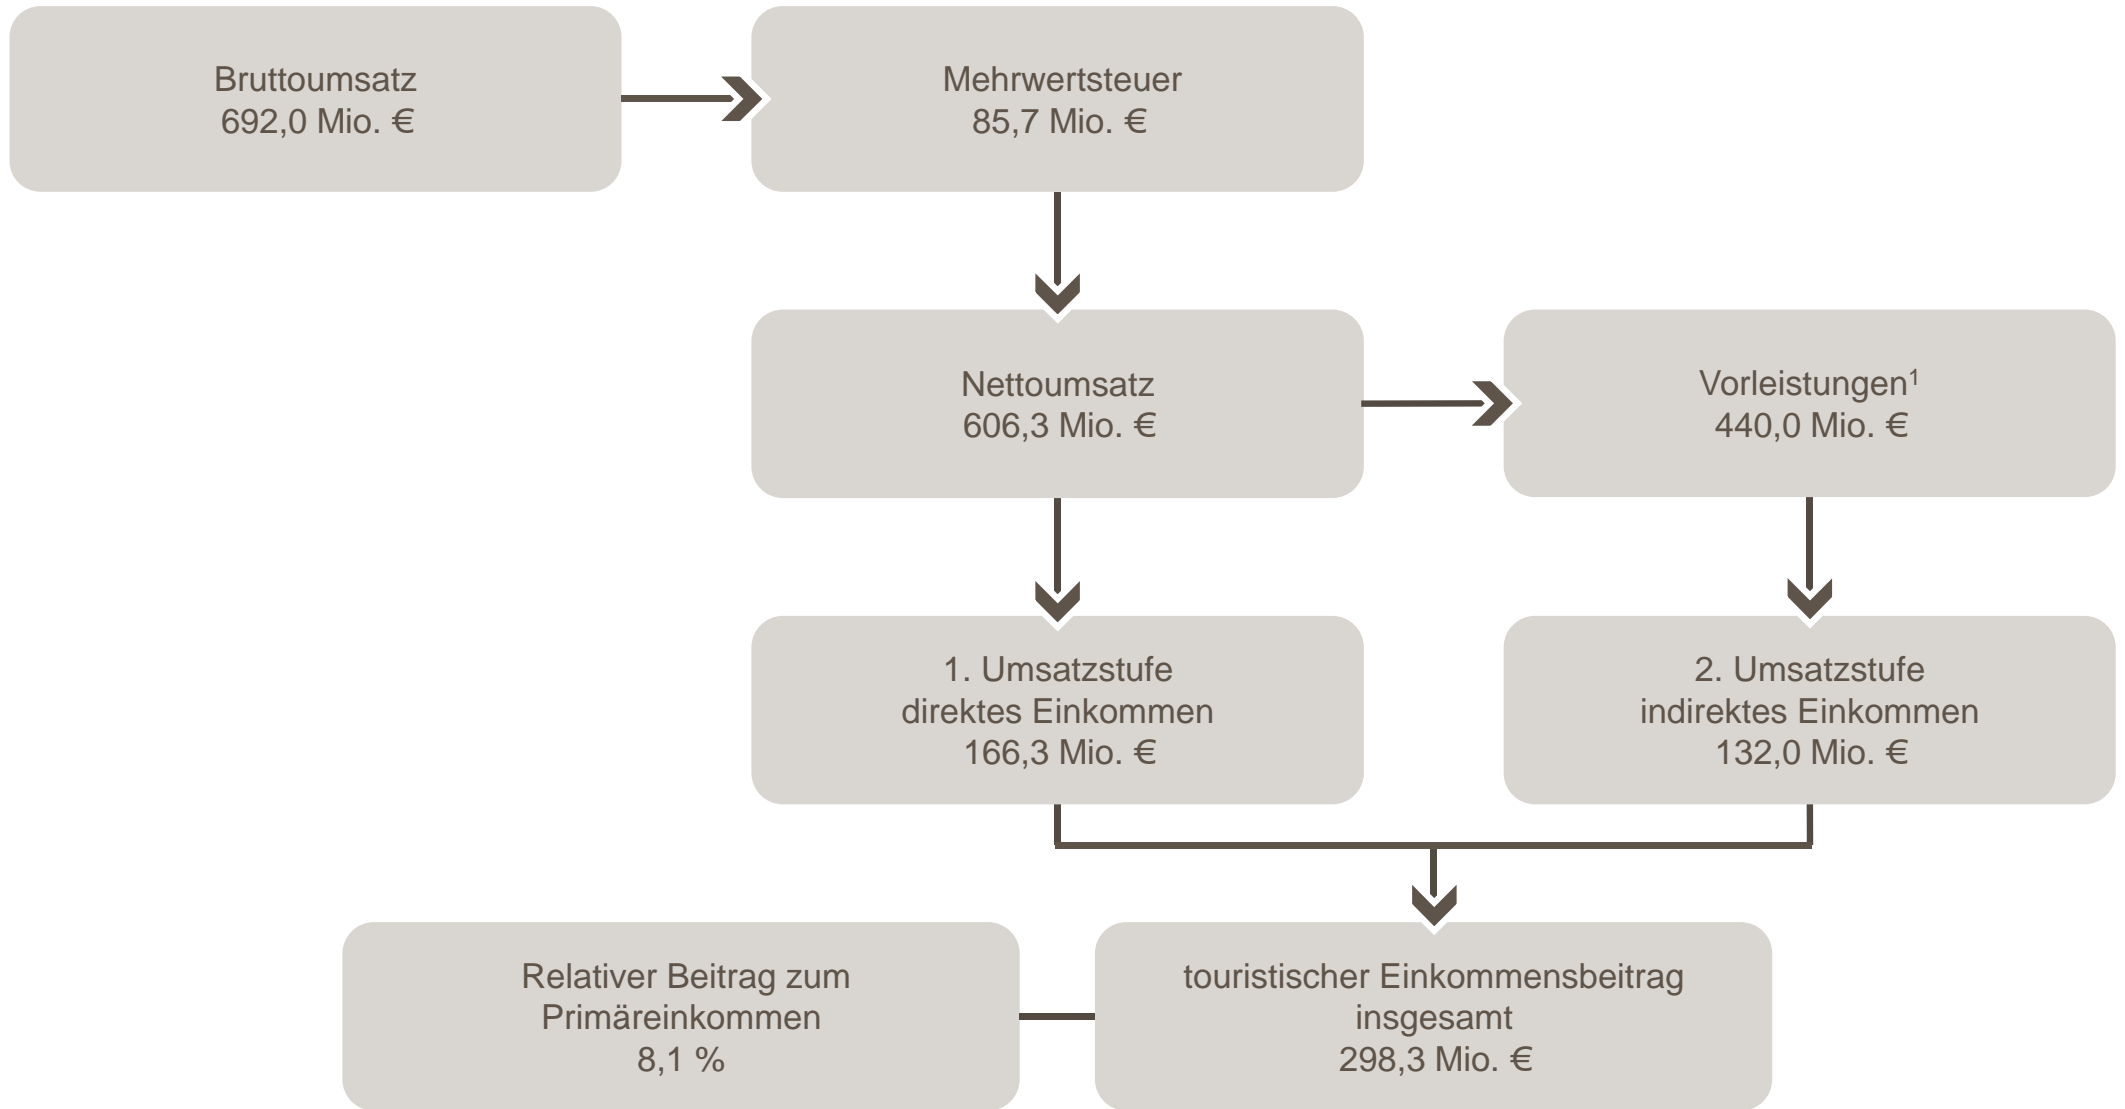 Bruttoumsatz
692,0 Mio. €
Mehrwertsteuer
85,7 Mio. €
Nettoumsatz
606,3 Mio. €
Vorleistungen¹
440,0 Mio. €
1. Umsatzstufe
direktes Einkommen
166,3 Mio. €
2. Umsatzstufe
indirektes Einkommen
132,0 Mio. €
Relativer Beitrag zum
Primäreinkommen
8,1 %
touristischer Einkommensbeitrag
insgesamt
298,3 Mio. €